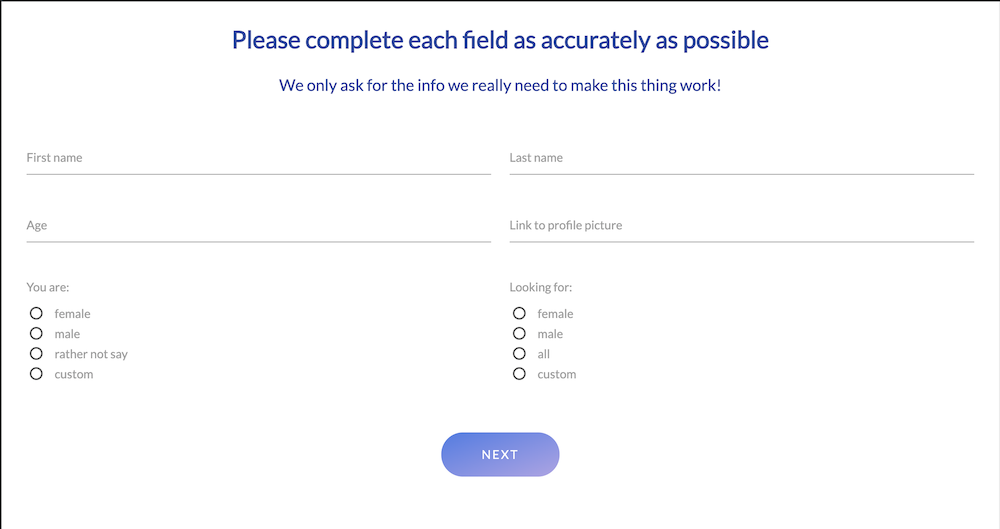 Please complete each field as accurately as possible
We only ask for the info we really need to make this thing work!
First name
Last name
Age
Link to profile picture
You are:
female
male
rather not say
custom
Looking for:
female
male
all
custom
NEXT